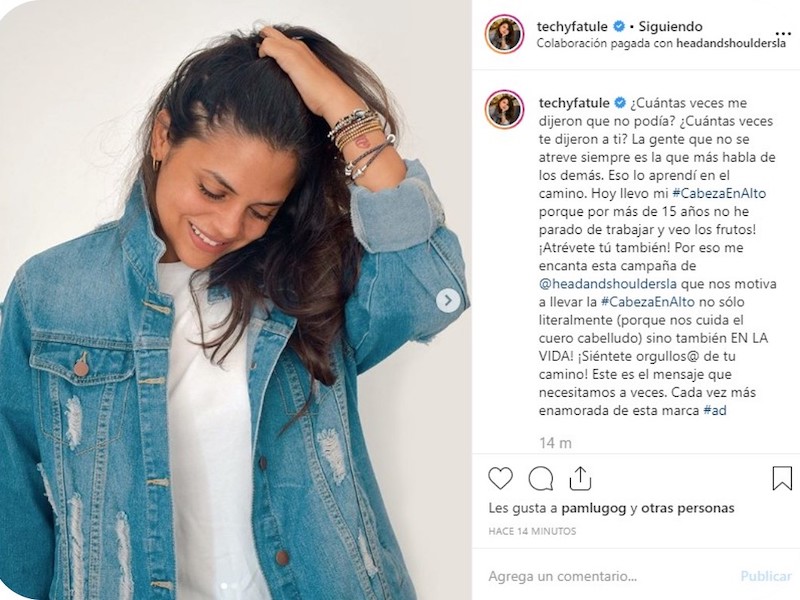 techyfatule • Siguiendo
Colaboración pagada con headandshouldersla
techyfatule ¿Cuántas veces me
dijeron que no podía? ¿Cuántas veces
te dijeron a ti? La gente que no se
atreve siempre es la que más habla de
los demás. Eso lo aprendí en el
camino. Hoy llevo mi #CabezaEnAlto
porque por más de 15 años no he
parado de trabajar y veo los frutos!
¡Atrévete tú también! Por eso me
encanta esta campaña de
@headandshouldersla que nos motiva
a llevar la #CabezaEnAlto no sólo
literalmente (porque nos cuida el
cuero cabelludo) sino también EN LA
VIDA! ¡Siéntete orgullos@ de tu
camino! Este es el mensaje que
necesitamos a veces. Cada vez más
enamorada de esta marca #ad
14 m
Les gusta a pamlugog y otras personas
HACE 14 MINUTOS
Agrega un comentario... Publicar